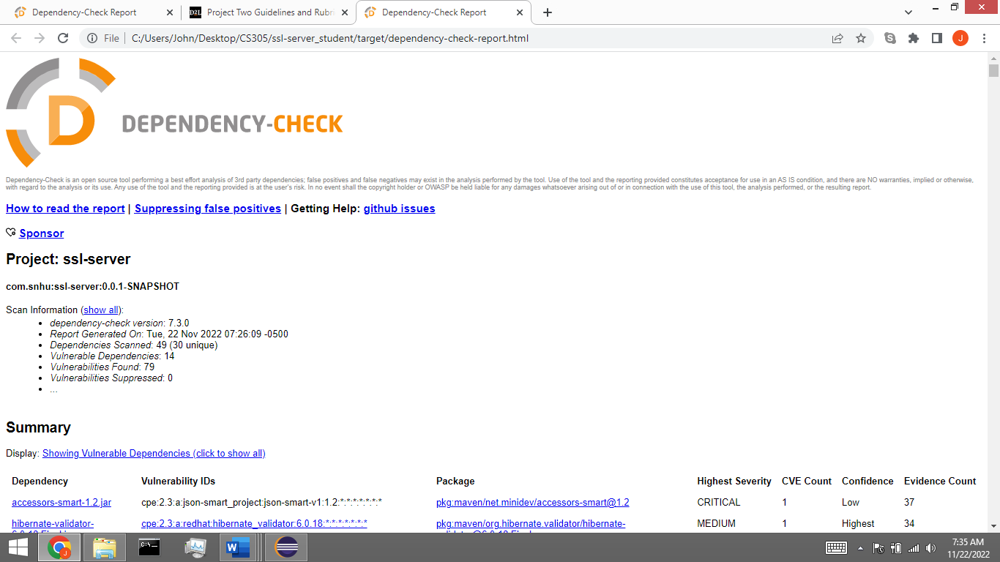 Dependency-Check Report
D2L Project Two Guidelines and Rubri
Dependency-Check Report
File C:/Users/John/Desktop/CS305/ssl-server_student/target/dependency-check-report.html
J
D
DEPENDENCY-CHECK
Dependency-Check is an open source tool performing a best effort analysis of 3rd party dependencies; false positives and false negatives may exist in the analysis performed by the tool. Use of the tool and the reporting provided constitutes acceptance for use in an AS IS condition, and there are NO warranties, implied or otherwise,
with regard to the analysis or its use. Any use of the tool and the reporting provided is at the user's risk. In no event shall the copyright holder or OWASP be held liable for any damages whatsoever arising out of or in connection with the use of this tool, the analysis performed, or the resulting report.
How to read the report | Suppressing false positives | Getting Help: github issues
Sponsor
Project: ssl-server
com.snhu:ssl-server:0.0.1-SNAPSHOT
Scan Information (show all):
• dependency-check version: 7.3.0
• Report Generated On: Tue, 22 Nov 2022 07:26:09 -0500
• Dependencies Scanned: 49 (30 unique)
• Vulnerable Dependencies: 14
• Vulnerabilities Found: 79
• Vulnerabilities Suppressed: 0
• ...
Summary
Display: Showing Vulnerable Dependencies (click to show all)
Dependency Vulnerability IDs Package Highest Severity CVE Count Confidence Evidence Count
accessors-smart-1.2.jar cpe:2.3:a:json-smart_project:json-smart-v1:1.2:*:*:*:*:*:*:* pkg:maven/net.minidev/accessors-smart@1.2 CRITICAL 1 Low 37
hibernate-validator- cpe:2.3:a:redhat:hibernate_validator:6.0.18:*:*:*:*:*:*:* pkg:maven/org.hibernate.validator/hibernate- MEDIUM 1 Highest 34
J
C:\
W
7:35 AM
11/22/2022